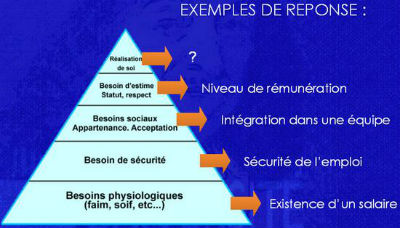 EXEMPLES DE REPONSE :
Réalisation
de soi
?
Besoin d'estime
Statut, respect
Niveau de rémunération
Besoins sociaux
Appartenance. Acceptation
Intégration dans une équipe
Besoin de sécurité
Sécurité de l'emploi
Besoins physiologiques
(faim, soif, etc...)
Existence d'un salaire